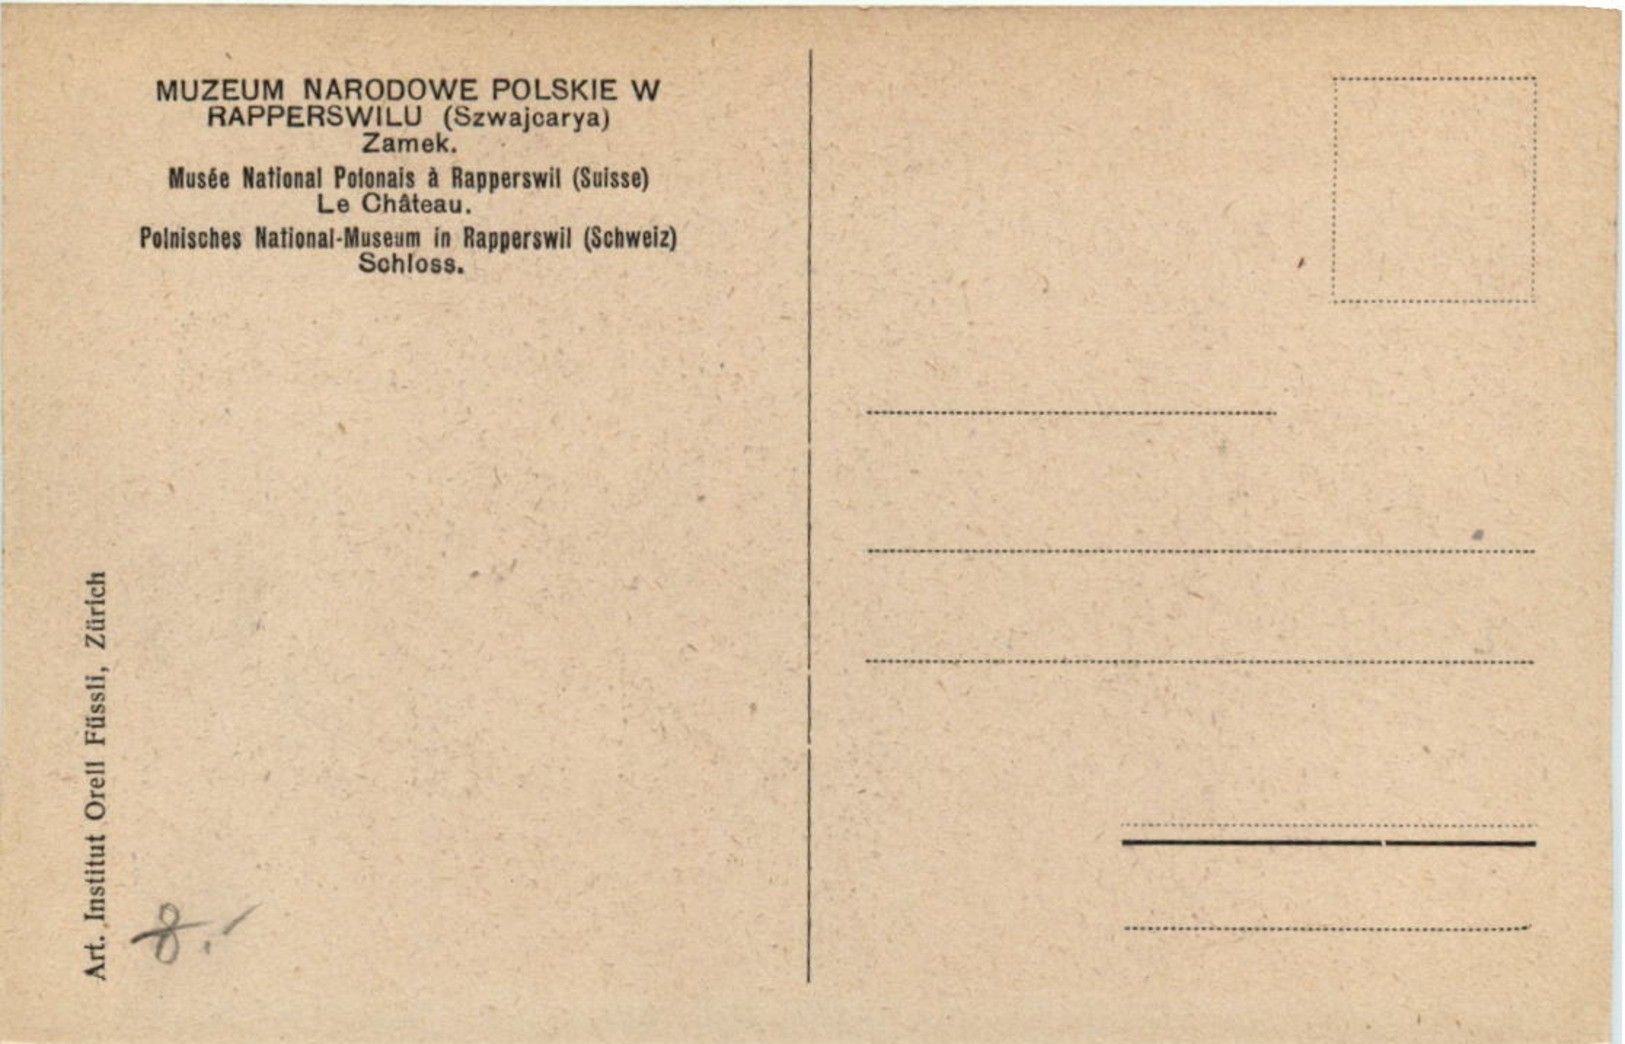 MUZEUM NARODOWE POLSKIE W
RAPPERSWILU (Szwajcarya)
Zamek.
Musée National Polonais à Rapperswil (Suisse)
Le Château.
Polnisches National-Museum in Rapperswil (Schweiz)
Schloss.
Art. Institut Orell Füssli, Zürich
8.-